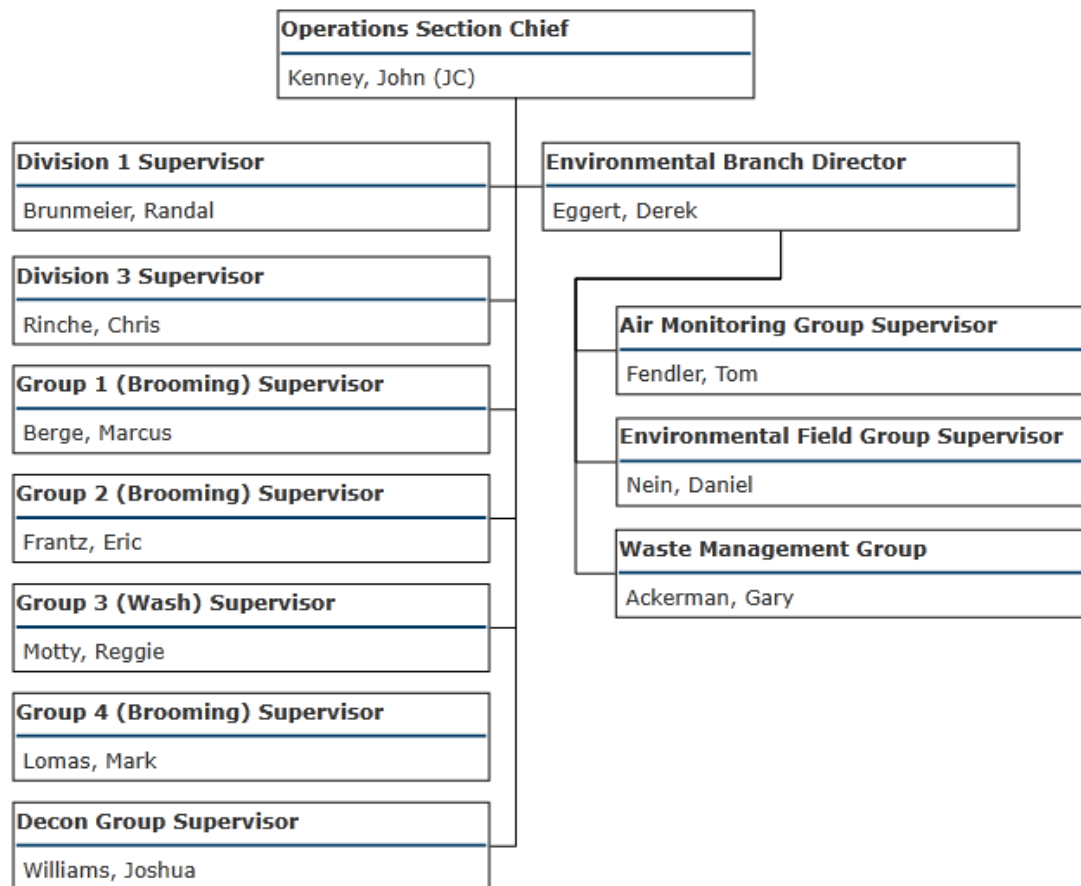 Operations Section Chief
Kenney, John (JC)
Division 1 Supervisor
Brunmeier, Randal
Division 3 Supervisor
Rinche, Chris
Group 1 (Brooming) Supervisor
Berge, Marcus
Group 2 (Brooming) Supervisor
Frantz, Eric
Group 3 (Wash) Supervisor
Motty, Reggie
Group 4 (Brooming) Supervisor
Lomas, Mark
Decon Group Supervisor
Williams, Joshua
Environmental Branch Director
Eggert, Derek
Air Monitoring Group Supervisor
Fendler, Tom
Environmental Field Group Supervisor
Nein, Daniel
Waste Management Group
Ackerman, Gary